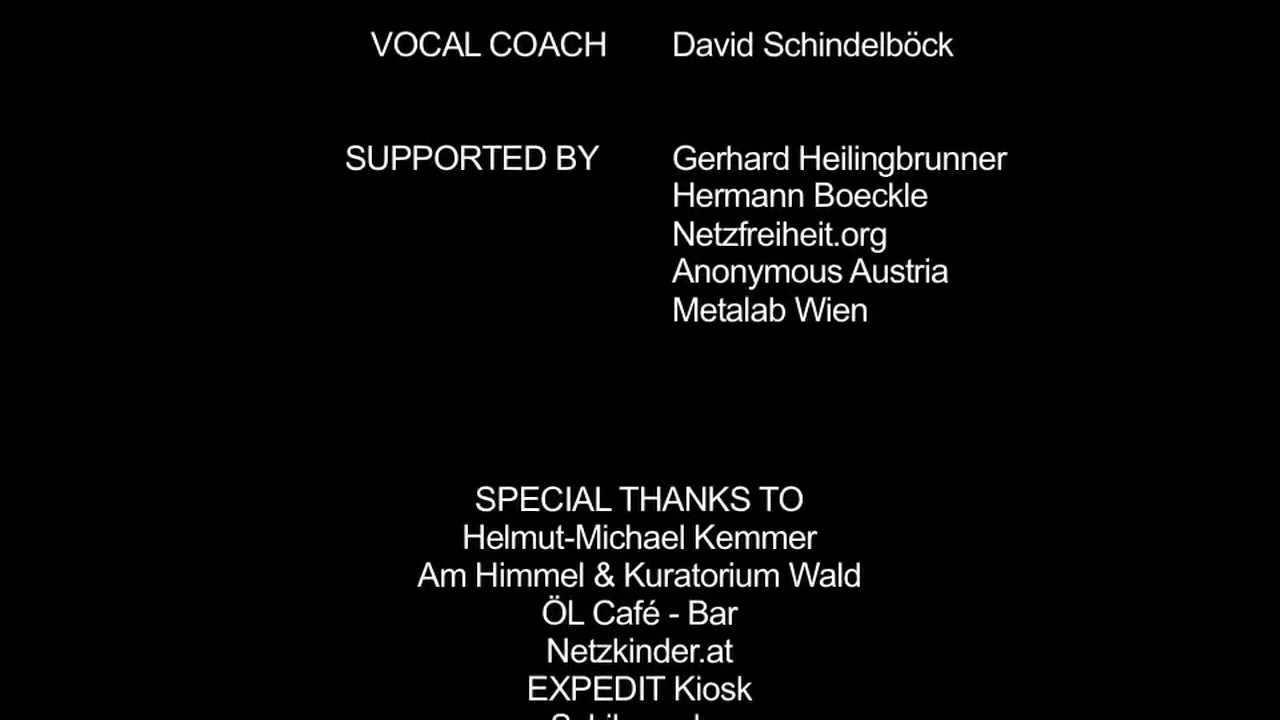 VOCAL COACH David Schindelböck
SUPPORTED BY Gerhard Heilingbrunner
Hermann Boeckle
Netzfreiheit.org
Anonymous Austria
Metalab Wien
SPECIAL THANKS TO
Helmut-Michael Kemmer
Am Himmel & Kuratorium Wald
ÖL Café - Bar
Netzkinder.at
EXPEDIT Kiosk